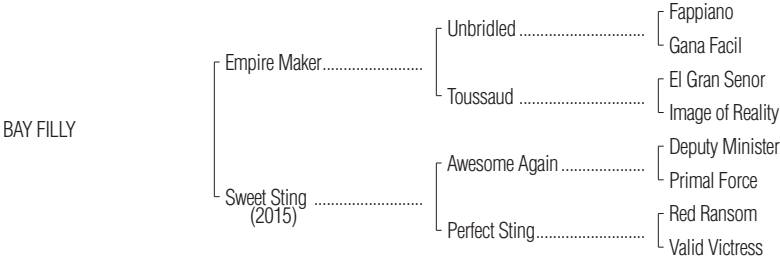 Fappiano
Unbridled ..............................
Gana Facil
Empire Maker........................
El Gran Senor
Toussaud ..............................
Image of Reality
BAY FILLY
Deputy Minister
Awesome Again ....................
Primal Force
Sweet Sting ..........................
(2015)
Red Ransom
Perfect Sting..........................
Valid Victress